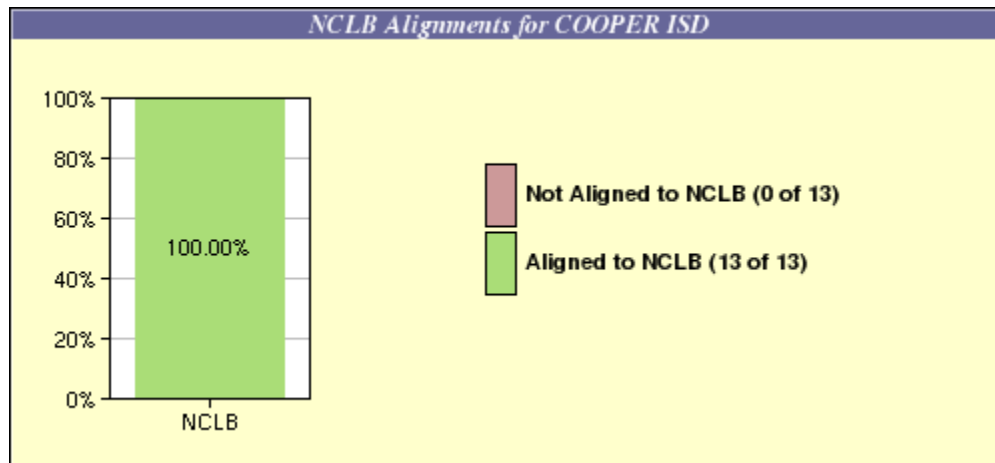 NCLB Alignments for COOPER ISD
100%
80%
60%
40%
20%
0%
100.00%
NCLB
Not Aligned to NCLB (0 of 13)
Aligned to NCLB (13 of 13)